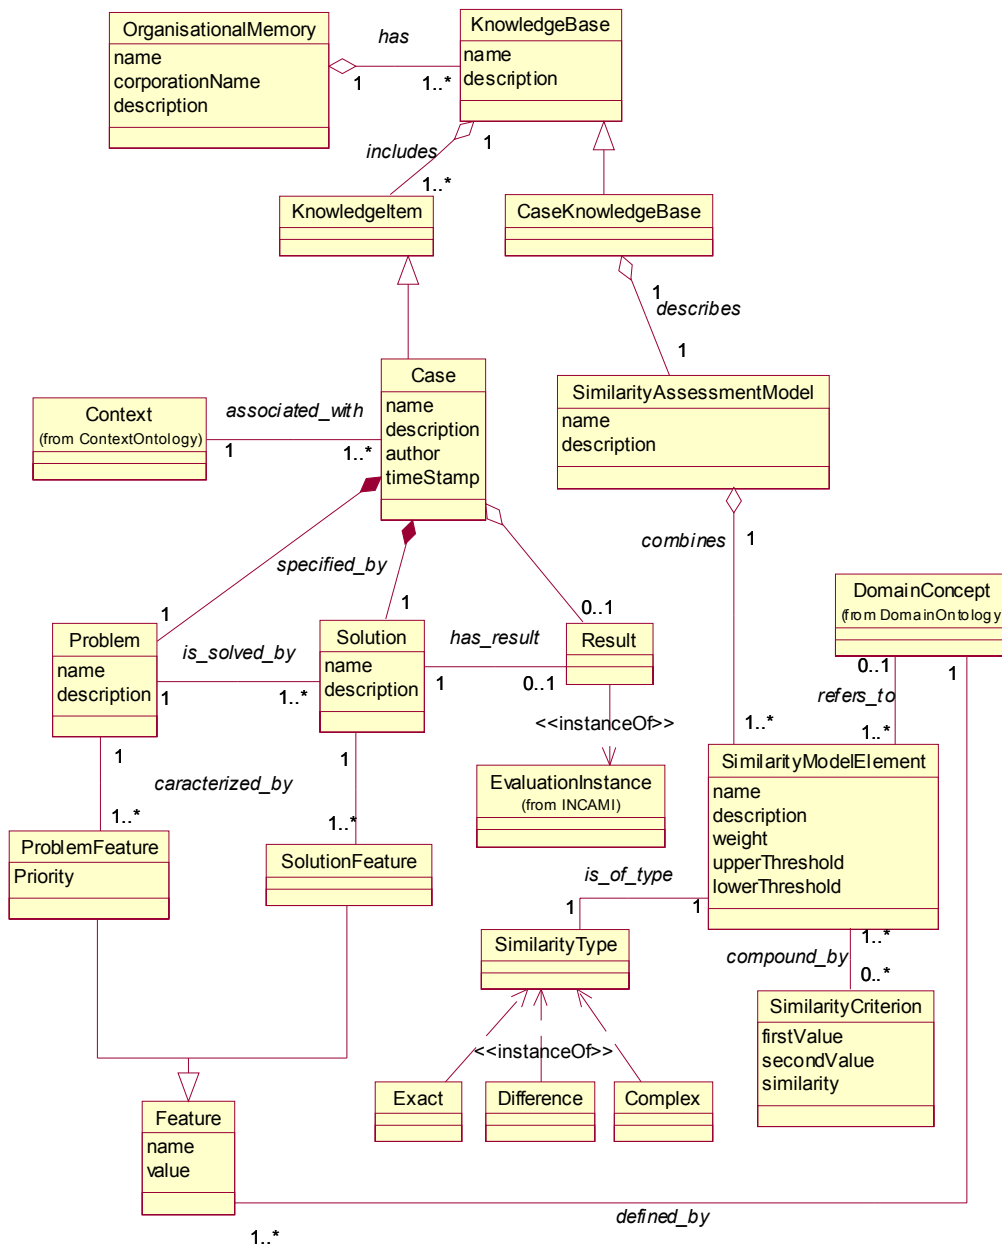 OrganisationalMemory
name
corporationName
description
has
1
1..*
KnowledgeBase
name
description
includes
1
1..*
KnowledgeItem
CaseKnowledgeBase
1
describes
1
Case
name
description
author
timeStamp
SimilarityAssessmentModel
name
description
Context
(from ContextOntology)
associated_with
1
1..*
combines
1
specified_by
1
1
0..1
DomainConcept
(from DomainOntology)
Problem
name
description
is_solved_by
1
1..*
Solution
name
description
has_result
1
0..1
Result
0..1
1
refers_to
1..*
1..*
<<instanceOf>>
1
caracterized_by
1
1..*
1..*
EvaluationInstance
(from INCAMI)
SimilarityModelElement
name
description
weight
upperThreshold
lowerThreshold
ProblemFeature
Priority
SolutionFeature
is_of_type
1
1
SimilarityType
1..*
compound_by
0..*
SimilarityCriterion
firstValue
secondValue
similarity
<<instanceOf>>
Exact
Difference
Complex
Feature
name
value
1..*
defined_by